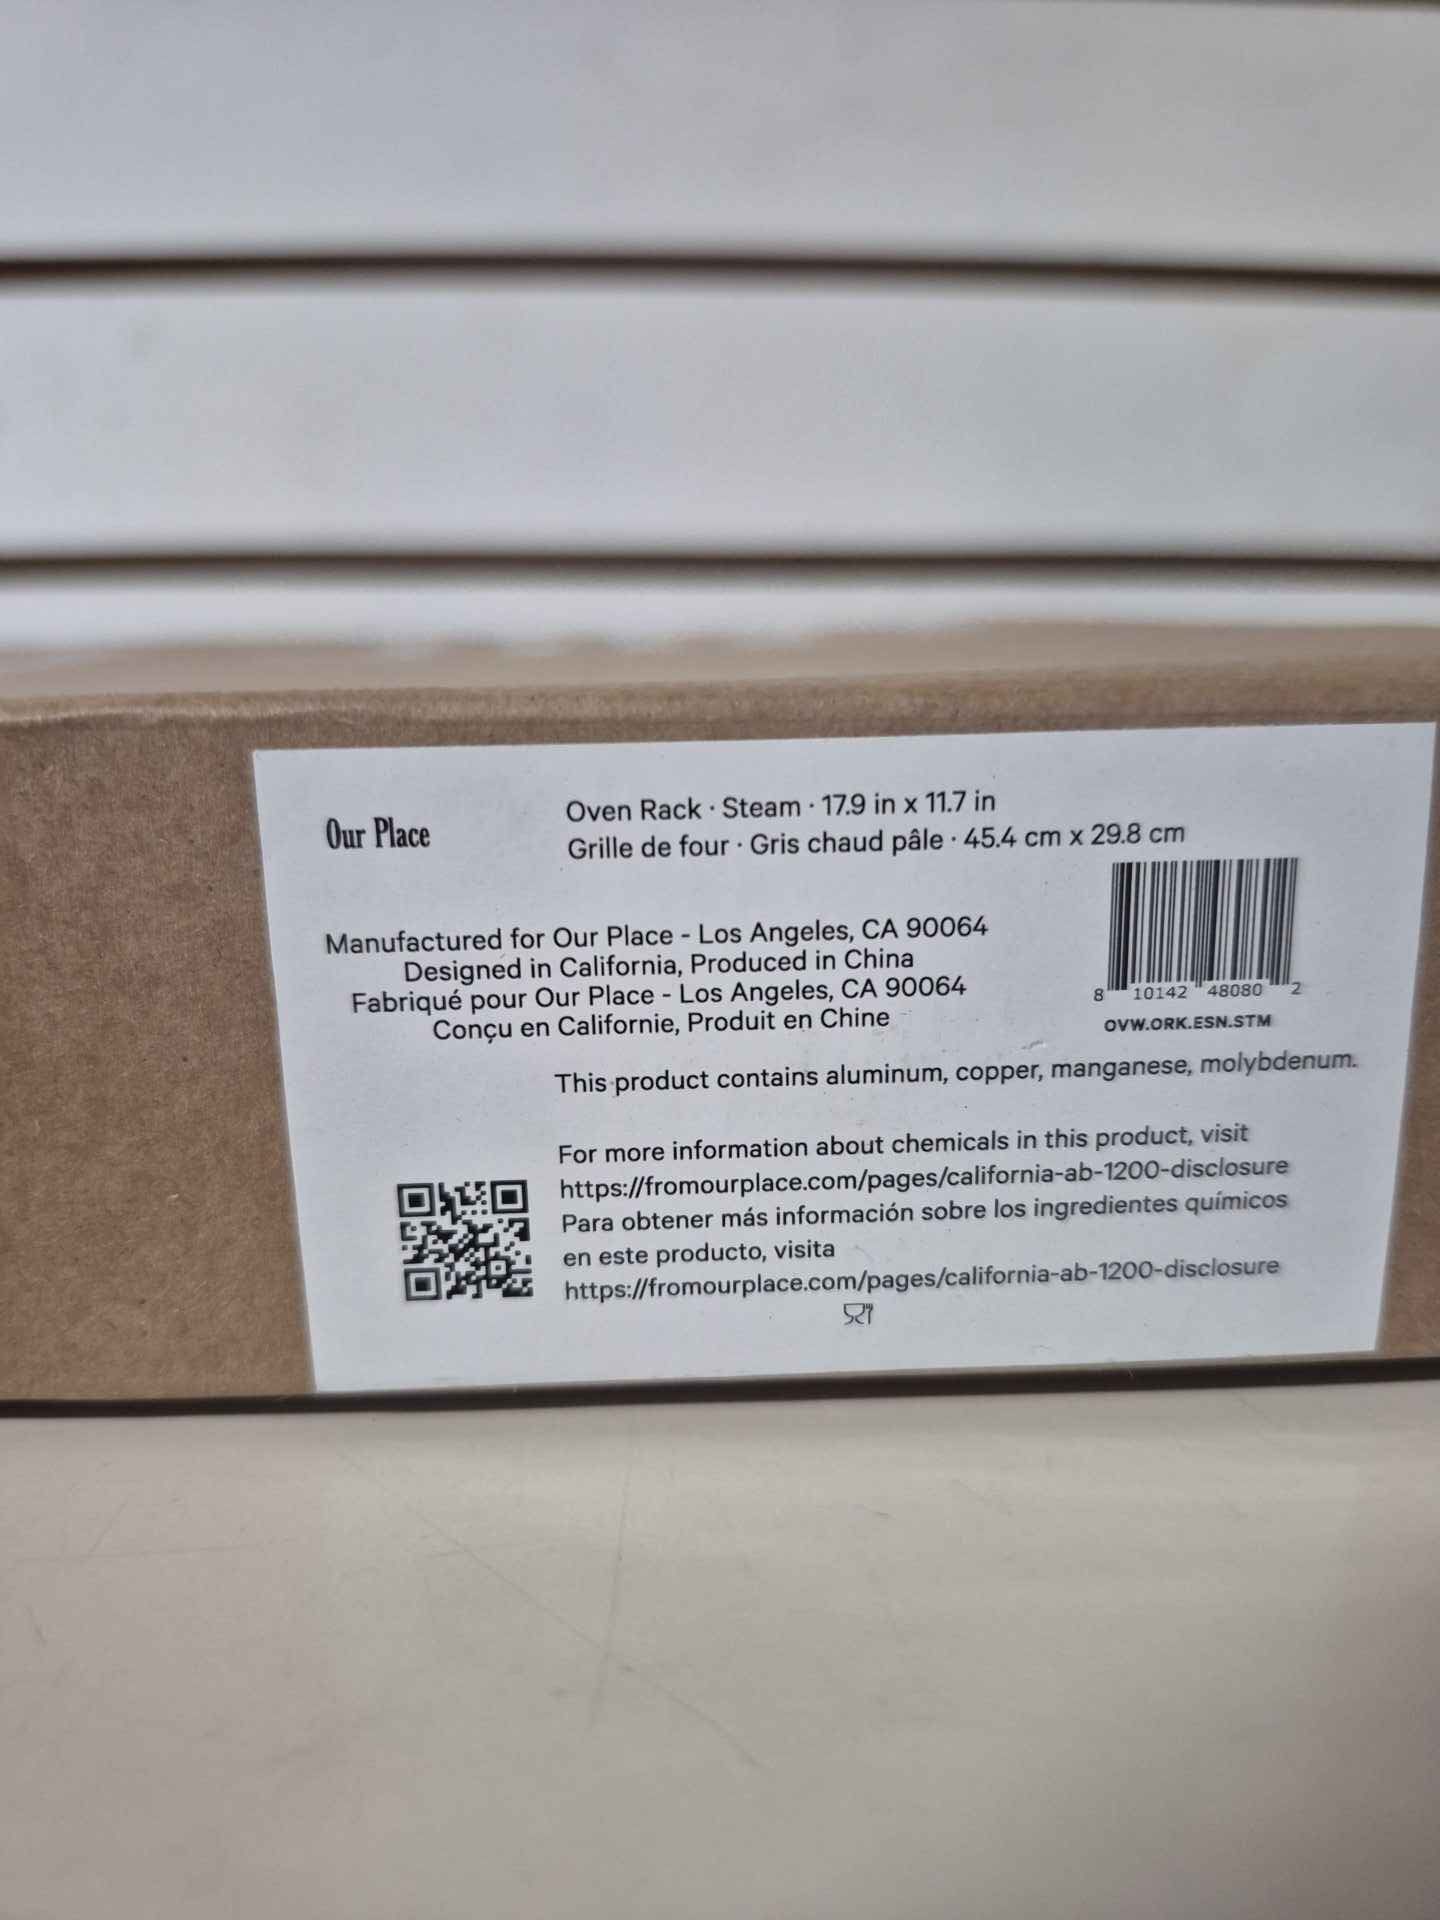 Our Place
Oven Rack · Steam · 17.9 in x 11.7 in
Grille de four · Gris chaud pâle · 45.4 cm x 29.8 cm
Manufactured for Our Place - Los Angeles, CA 90064
Designed in California, Produced in China
Fabriqué pour Our Place - Los Angeles, CA 90064
Conçu en Californie, Produit en Chine
8 10142 48080 2
OVW.ORK.ESN.STM
This product contains aluminum, copper, manganese, molybdenum.
For more information about chemicals in this product, visit
https://fromourplace.com/pages/california-ab-1200-disclosure
Para obtener más información sobre los ingredientes químicos
en este producto, visita
https://fromourplace.com/pages/california-ab-1200-disclosure